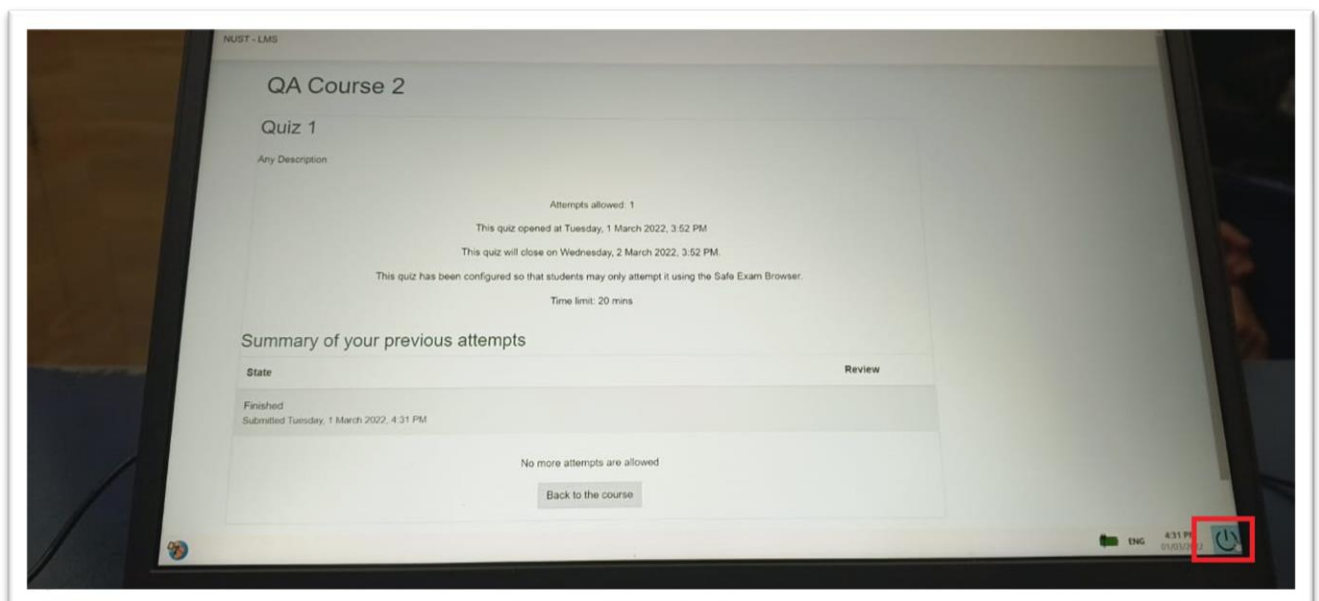 NUST - LMS
QA Course 2
Quiz 1
Any Description
Attempts allowed: 1
This quiz opened at Tuesday, 1 March 2022, 3:52 PM
This quiz will close on Wednesday, 2 March 2022, 3:52 PM.
This quiz has been configured so that students may only attempt it using the Safe Exam Browser.
Time limit: 20 mins
Summary of your previous attempts
State Review
Finished
Submitted Tuesday, 1 March 2022, 4:31 PM
No more attempts are allowed
Back to the course
ENG 4:31 P
01/03/2